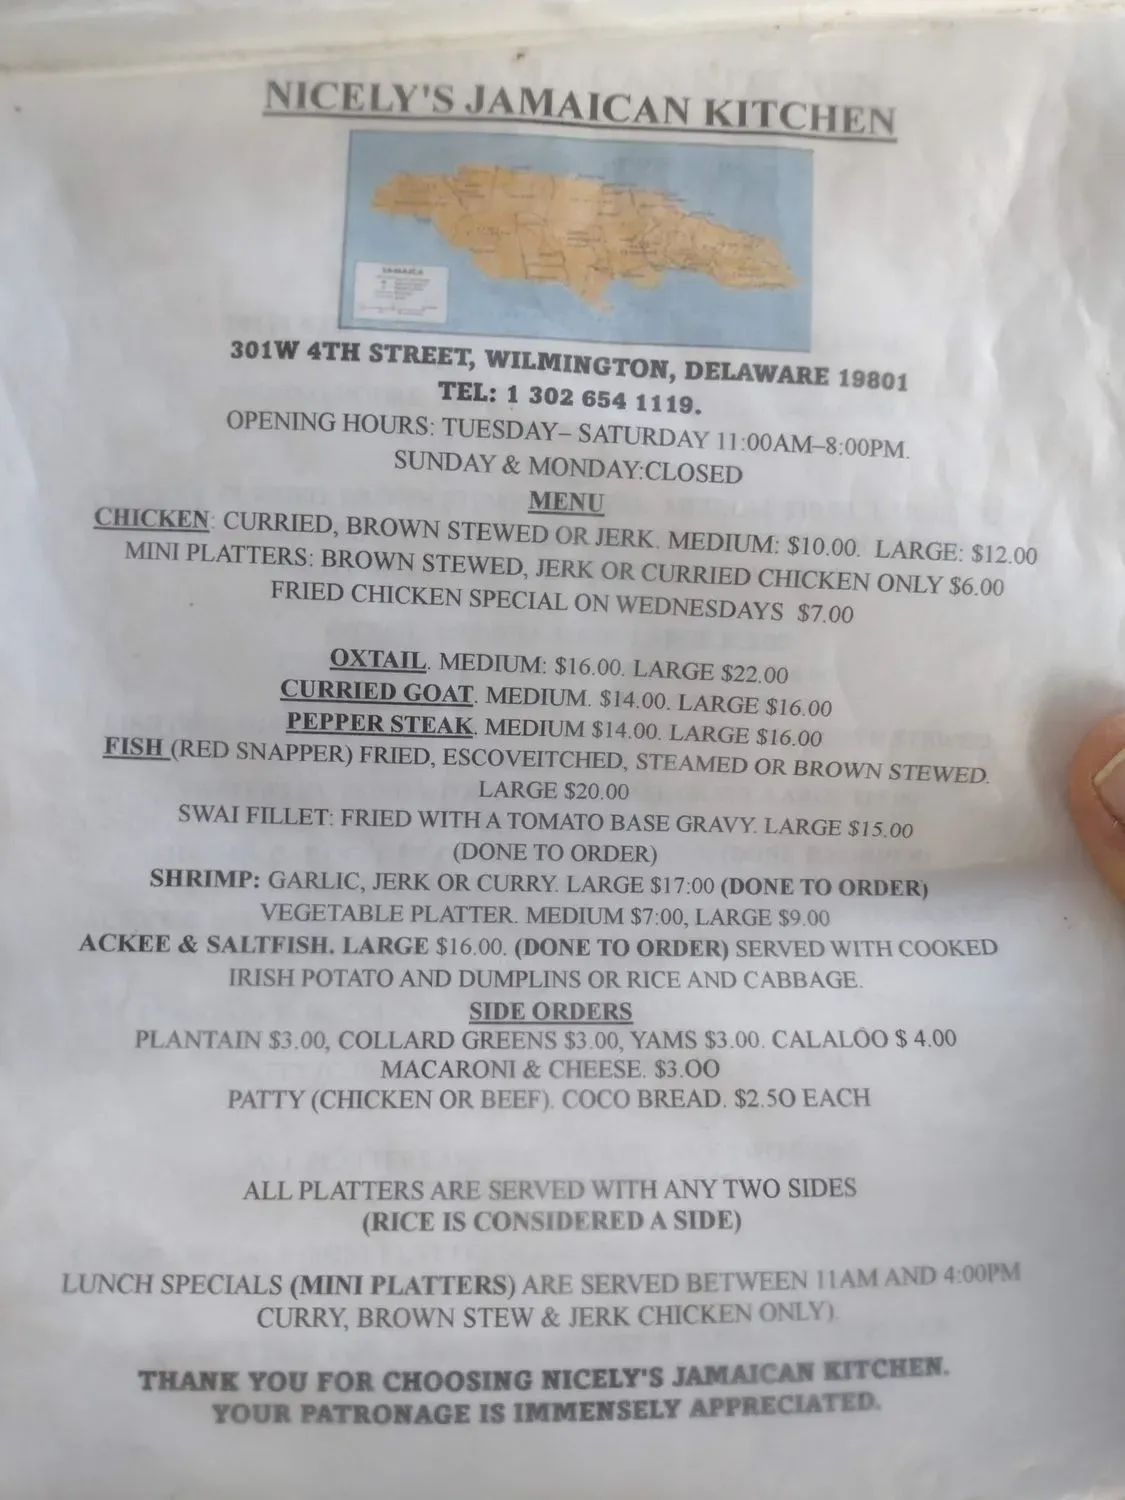 NICELY'S JAMAICAN KITCHEN
JAMAICA
301W 4TH STREET, WILMINGTON, DELAWARE 19801
TEL: 1 302 654 1119.
OPENING HOURS: TUESDAY– SATURDAY 11:00AM–8:00PM.
SUNDAY & MONDAY:CLOSED
MENU
CHICKEN: CURRIED, BROWN STEWED OR JERK. MEDIUM: $10.00. LARGE: $12.00
MINI PLATTERS: BROWN STEWED, JERK OR CURRIED CHICKEN ONLY $6.00
FRIED CHICKEN SPECIAL ON WEDNESDAYS $7.00
OXTAIL. MEDIUM: $16.00. LARGE $22.00
CURRIED GOAT. MEDIUM. $14.00. LARGE $16.00
PEPPER STEAK. MEDIUM $14.00. LARGE $16.00
FISH (RED SNAPPER) FRIED, ESCOVEITCHED, STEAMED OR BROWN STEWED.
LARGE $20.00
SWAI FILLET: FRIED WITH A TOMATO BASE GRAVY. LARGE $15.00
(DONE TO ORDER)
SHRIMP: GARLIC, JERK OR CURRY. LARGE $17:00 (DONE TO ORDER)
VEGETABLE PLATTER. MEDIUM $7:00, LARGE $9.00
ACKEE & SALTFISH. LARGE $16.00. (DONE TO ORDER) SERVED WITH COOKED
IRISH POTATO AND DUMPLINS OR RICE AND CABBAGE.
SIDE ORDERS
PLANTAIN $3.00, COLLARD GREENS $3.00, YAMS $3.00. CALALOO $ 4.00
MACARONI & CHEESE. $3.OO
PATTY (CHICKEN OR BEEF). COCO BREAD. $2.5O EACH
ALL PLATTERS ARE SERVED WITH ANY TWO SIDES
(RICE IS CONSIDERED A SIDE)
LUNCH SPECIALS (MINI PLATTERS) ARE SERVED BETWEEN 11AM AND 4:00PM
CURRY, BROWN STEW & JERK CHICKEN ONLY).
THANK YOU FOR CHOOSING NICELY'S JAMAICAN KITCHEN.
YOUR PATRONAGE IS IMMENSELY APPRECIATED.